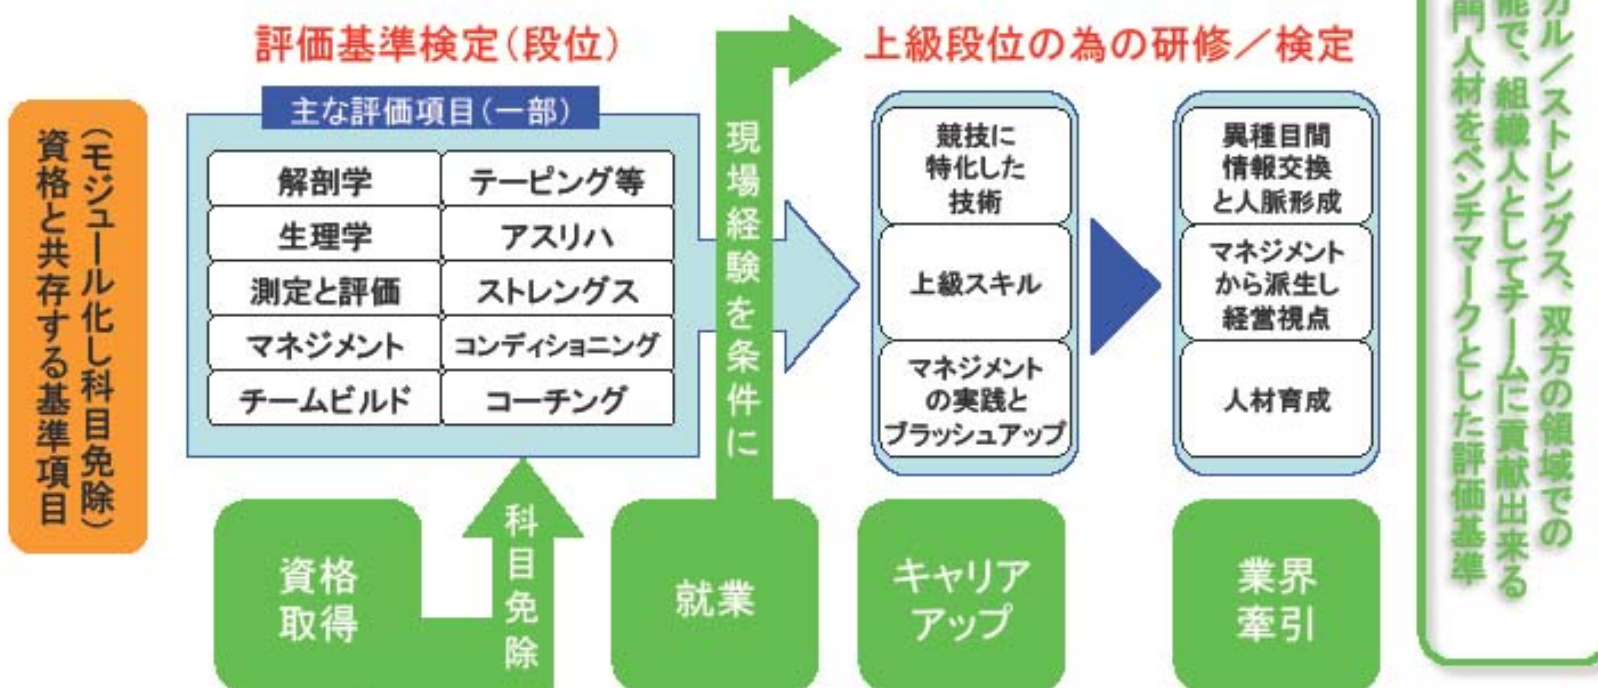 評価基準検定(段位)
上級段位の為の研修/検定
(モジュール化し科目免除)
資格と共存する基準項目
主な評価項目(一部)
解剖学
テーピング等
生理学
アスリハ
測定と評価
ストレングス
マネジメント
コンディショニング
チームビルド
コーチング
現場経験を条件に
競技に
特化した
技術
上級スキル
マネジメント
の実践と
ブラッシュアップ
異種目間
情報交換
と人脈形成
マネジメント
から派生し
経営視点
人材育成
資格
取得
科目免除
就業
キャリア
アップ
業界
牽引
カル/ストレングス、双方の領域での
能で、組織人としてチームに貢献出来る
門人材をベンチマークとした評価基準